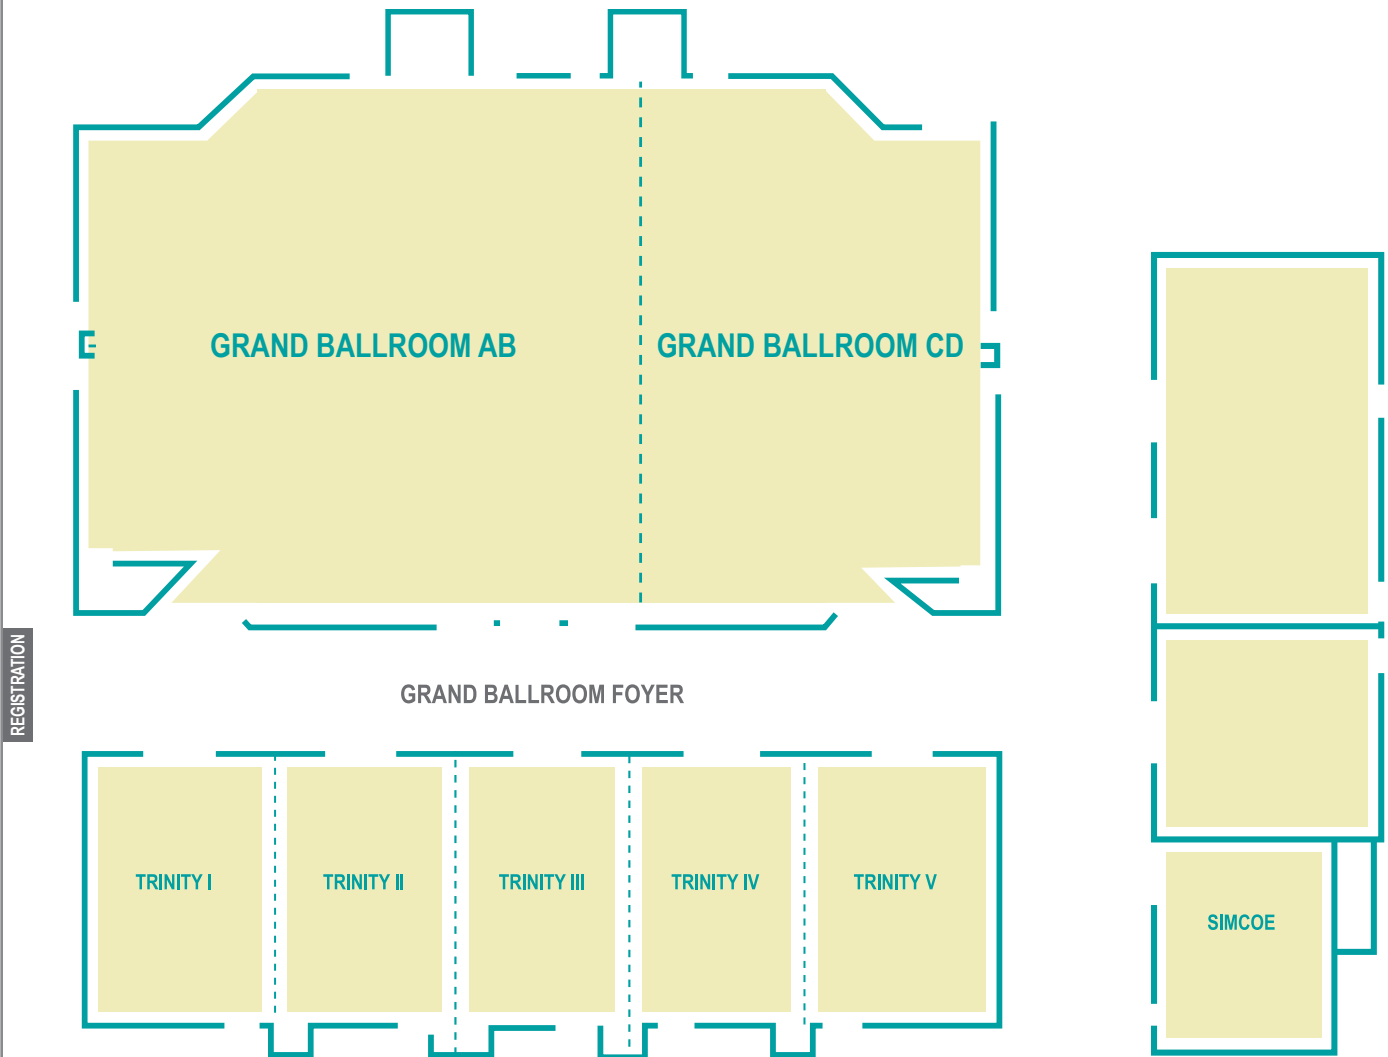 GRAND BALLROOM AB
GRAND BALLROOM CD
REGISTRATION
GRAND BALLROOM FOYER
TRINITY I
TRINITY II
TRINITY III
TRINITY IV
TRINITY V
SIMCOE